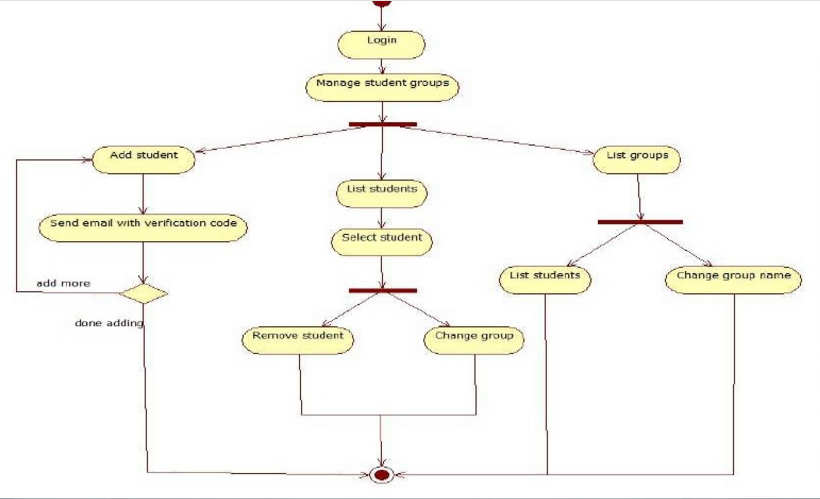 Login
Manage student groups
Add student
List groups
List students
Send email with verification code
Select student
List students
Change group name
add more
done adding
Remove student
Change group